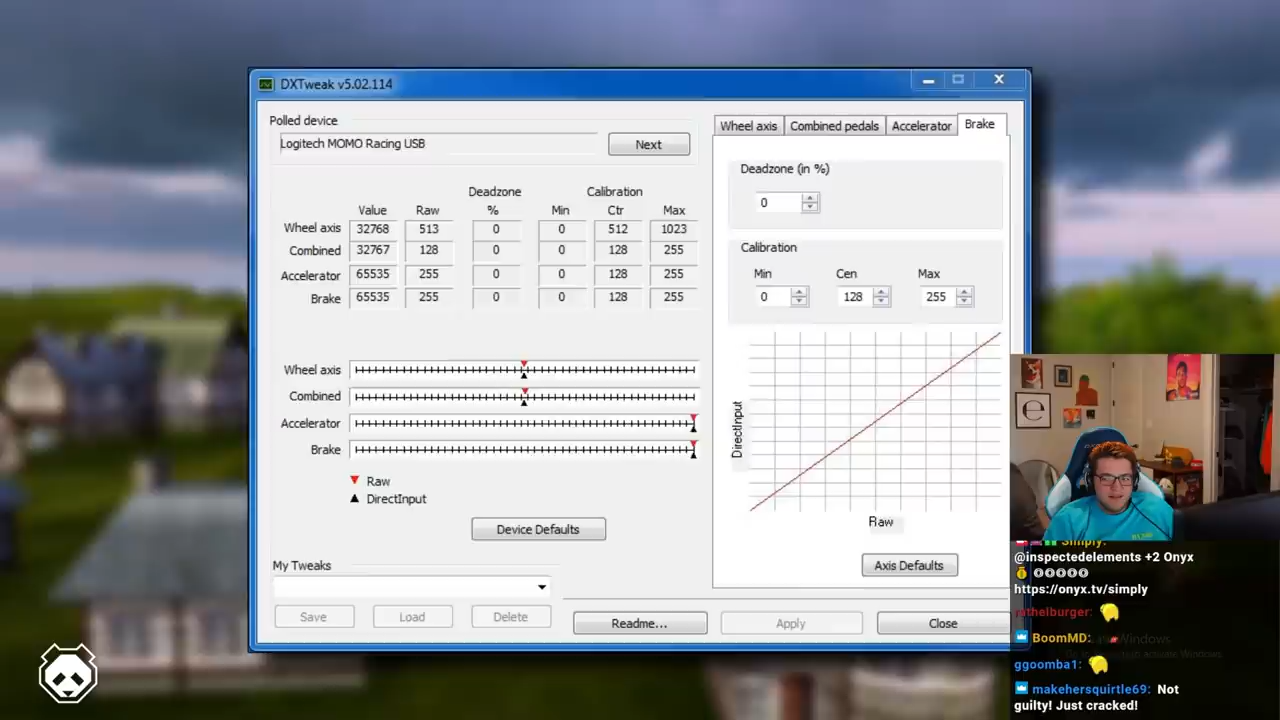 DXTweak v5.02.114
Polled device
Logitech MOMO Racing USB
Next
Deadzone Calibration
Value Raw % Min Ctr Max
Wheel axis 32768 513 0 0 512 1023
Combined 32767 128 0 0 128 255
Accelerator 65535 255 0 0 128 255
Brake 65535 255 0 0 128 255
Wheel axis
Combined
Accelerator
Brake
Raw
DirectInput
Device Defaults
My Tweaks
Save Load Delete
Readme... Apply Close
Wheel axis Combined pedals Accelerator Brake
Deadzone (in %)
0
Calibration
Min Cen Max
0 128 255
DirectInput
Raw
Axis Defaults
e
Simply:
@inspectedelements +2 Onyx
https://onyx.tv/simply
BoomMD:
ggoomba1:
makehersquirtle69: Not
guilty! Just cracked!